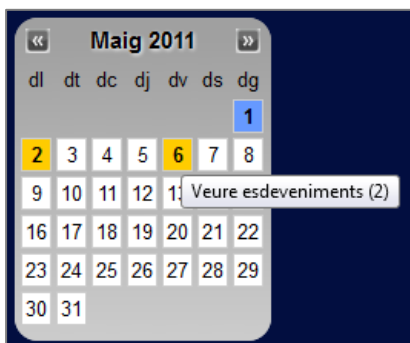 « Maig 2011 »
dl dt dc dj dv ds dg
1
2 3 4 5 6 7 8
9 10 11 12 Veure esdeveniments (2)
16 17 18 19 20 21 22
23 24 25 26 27 28 29
30 31